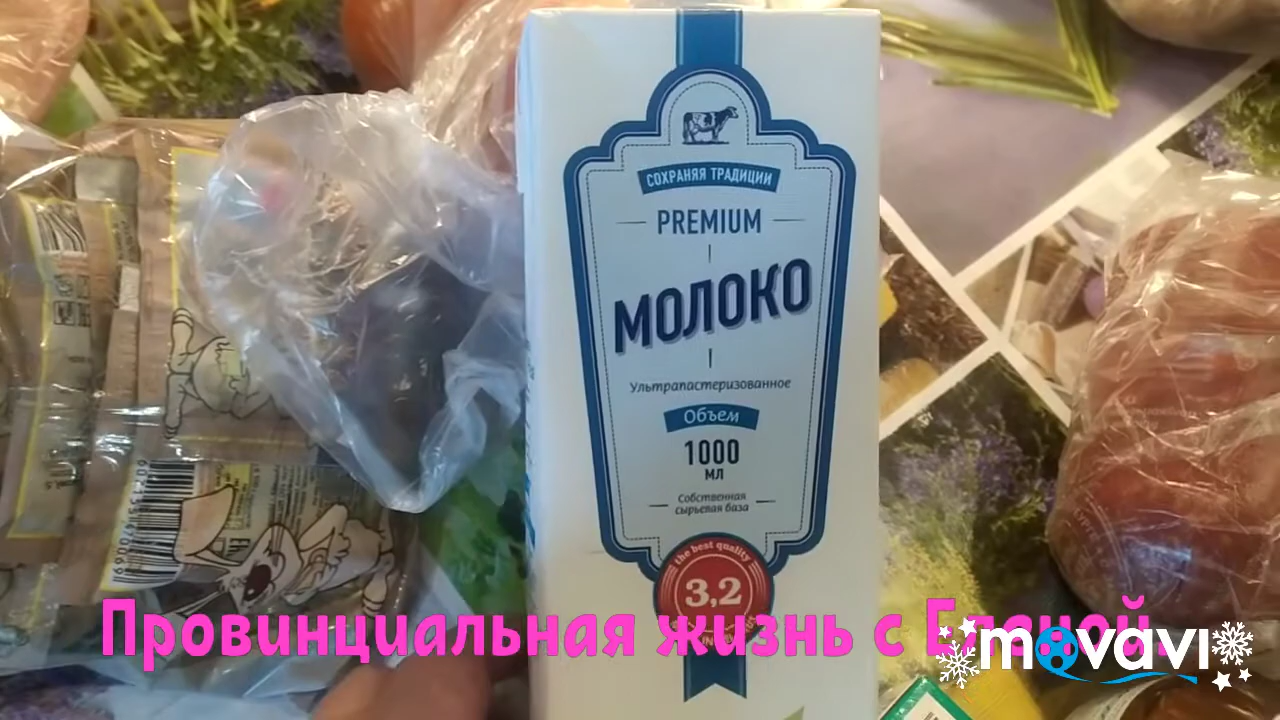 СОХРАНЯЯ ТРАДИЦИИ
PREMIUM
МОЛОКО
Ультрапастеризованное
Объем
1000
МЛ
Собственная
сырьевая база
the best quality
3,2
Провинциальная жизнь с Еленой.
movavi